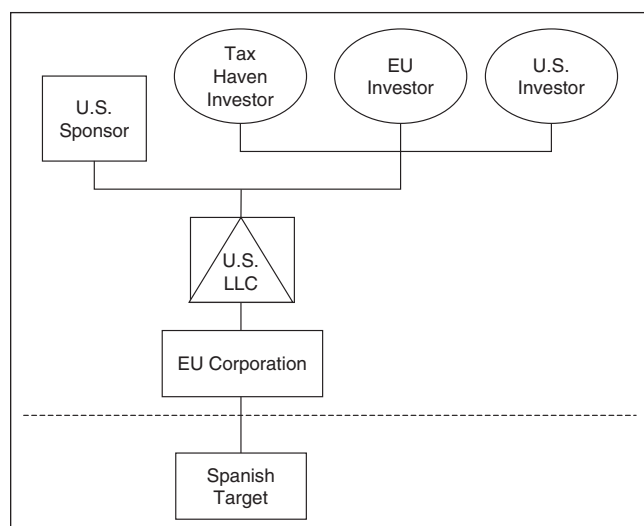 Tax
Haven
Investor
EU
Investor
U.S.
Investor
U.S.
Sponsor
U.S.
LLC
EU Corporation
Spanish
Target